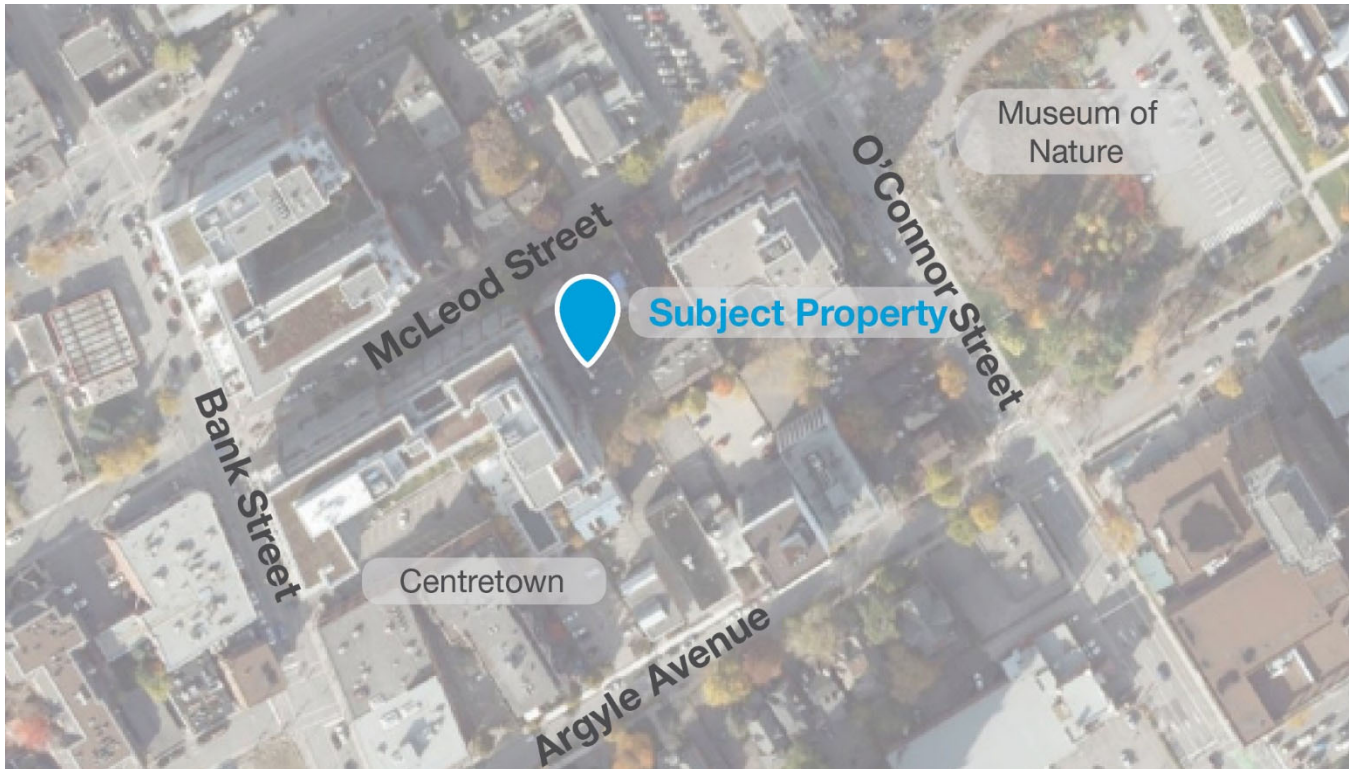 Museum of
Nature
O'Connor Street
McLeod Street
Subject Property
Bank Street
Centretown
Argyle Avenue